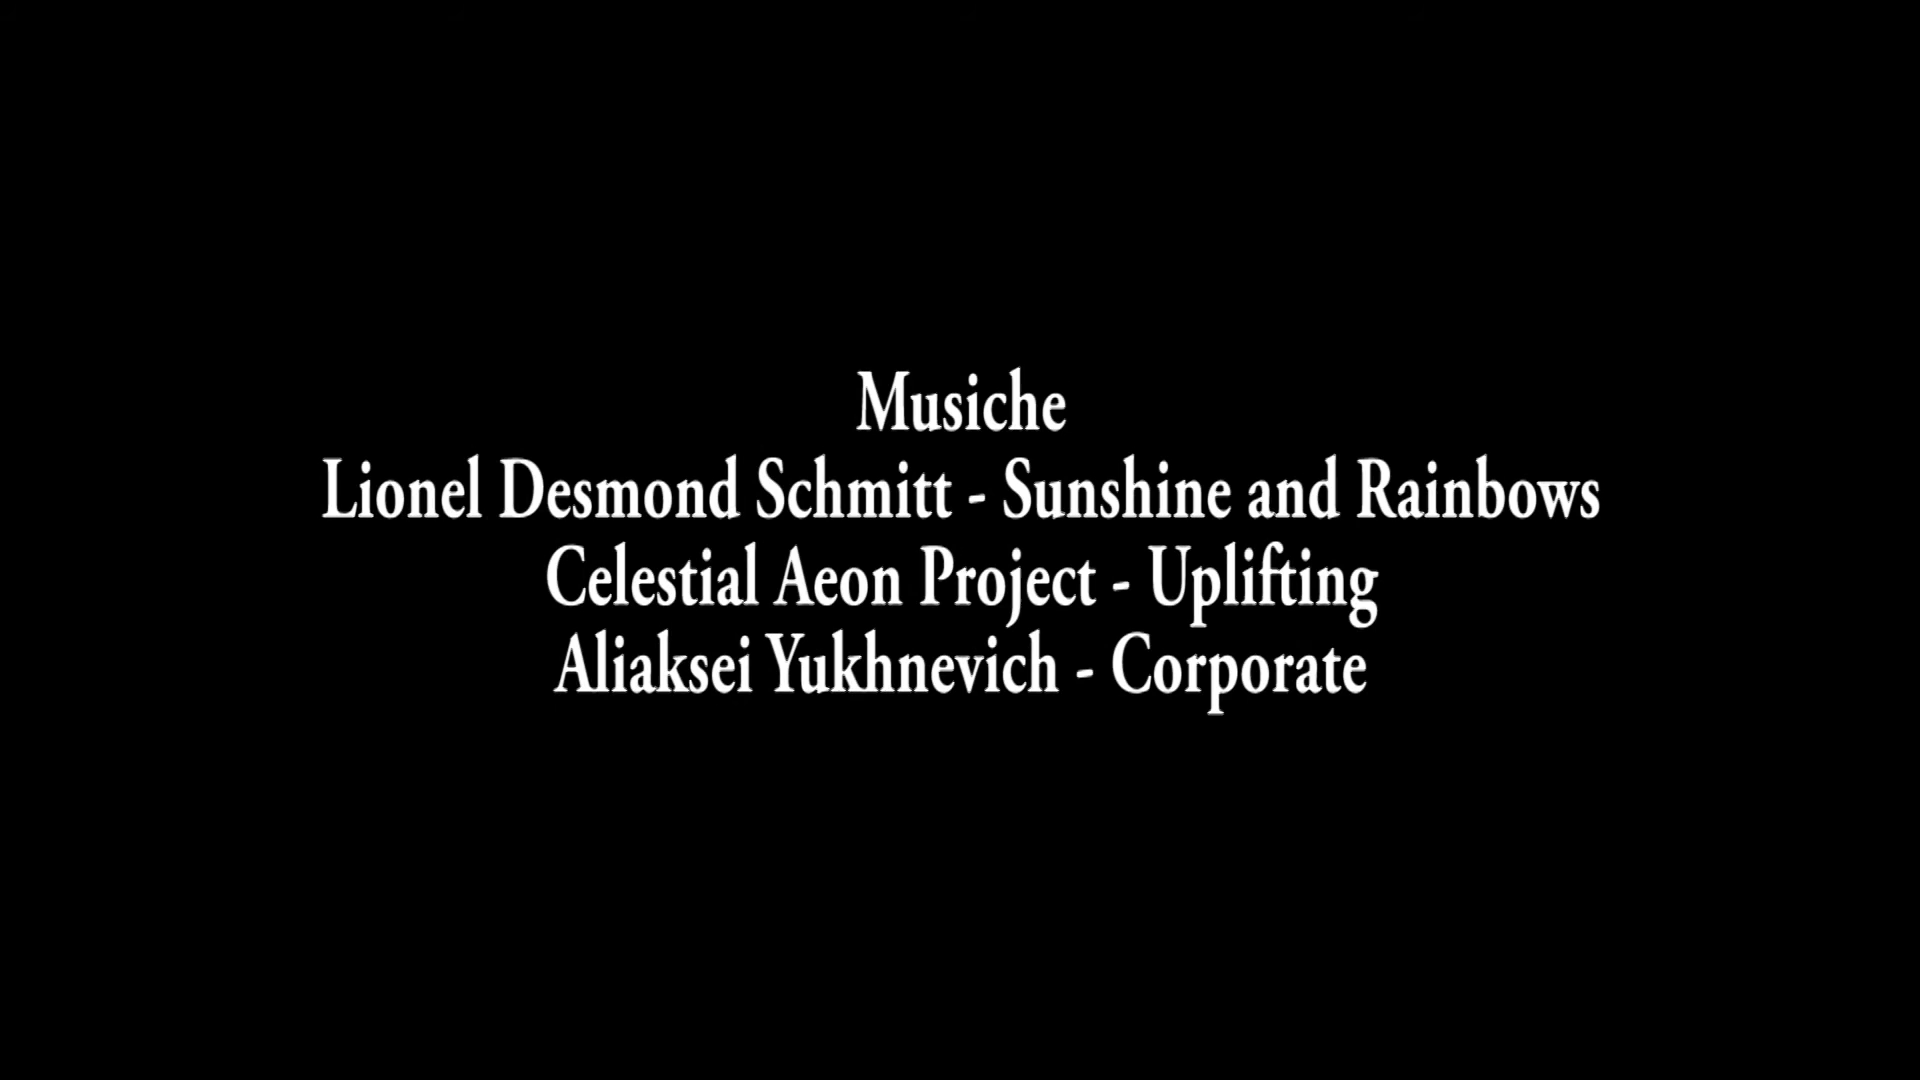 Musiche
Lionel Desmond Schmitt - Sunshine and Rainbows
Celestial Aeon Project - Uplifting
Aliaksei Yukhnevich - Corporate